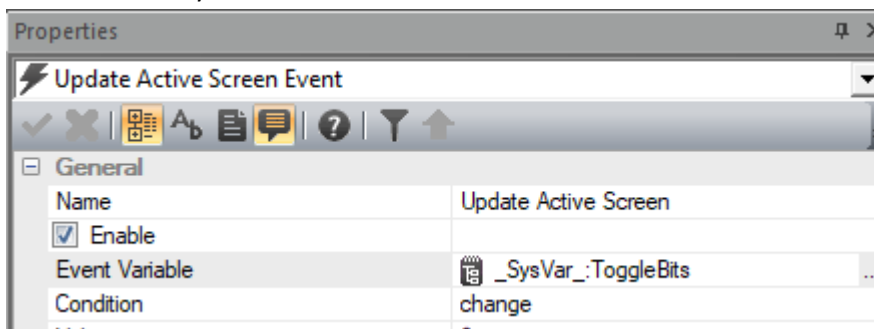 Properties
Update Active Screen Event
General
Name Update Active Screen
Enable
Event Variable _SysVar_:ToggleBits ..
Condition change